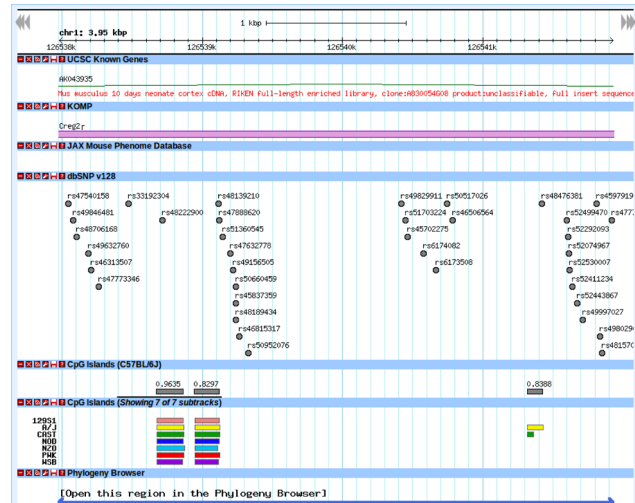 1 kbp
chr1: 3.95 kbp
126538k 126539k 126540k 126541k
UCSC Known Genes
AK043935
Mus musculus 10 days neonate cortex cDNA, RIKEN full-length enriched library, clone:A830054G08 product:unclassifiable, full insert sequence
KOMP
Creg2
JAX Mouse Phenome Database
dbSNP v128
rs47540158 rs33192304 rs48139210 rs49829911 rs50517026 rs48476381 rs4597919
rs49846481 rs48222900 rs47888620 rs51703224 rs46506564 rs52499470 rs477
rs48706168 rs51360545 rs45702275 rs52292093
rs49632760 rs47632778 rs6174082 rs52074967
rs46313507 rs49156505 rs6173508 rs52530007
rs47773346 rs50660459 rs52411234
rs45837359 rs52443867
rs48189434 rs49997027
rs46815317 rs498029
rs50952076 rs48157
CpG Islands (C57BL/6J)
0.9635 0.8297 0.8388
CpG Islands (Showing 7 of 7 subtracks)
129S1
A/J
CAST
NOD
NZO
PWK
WSB
Phylogeny Browser
[Open this region in the Phylogeny Browser]